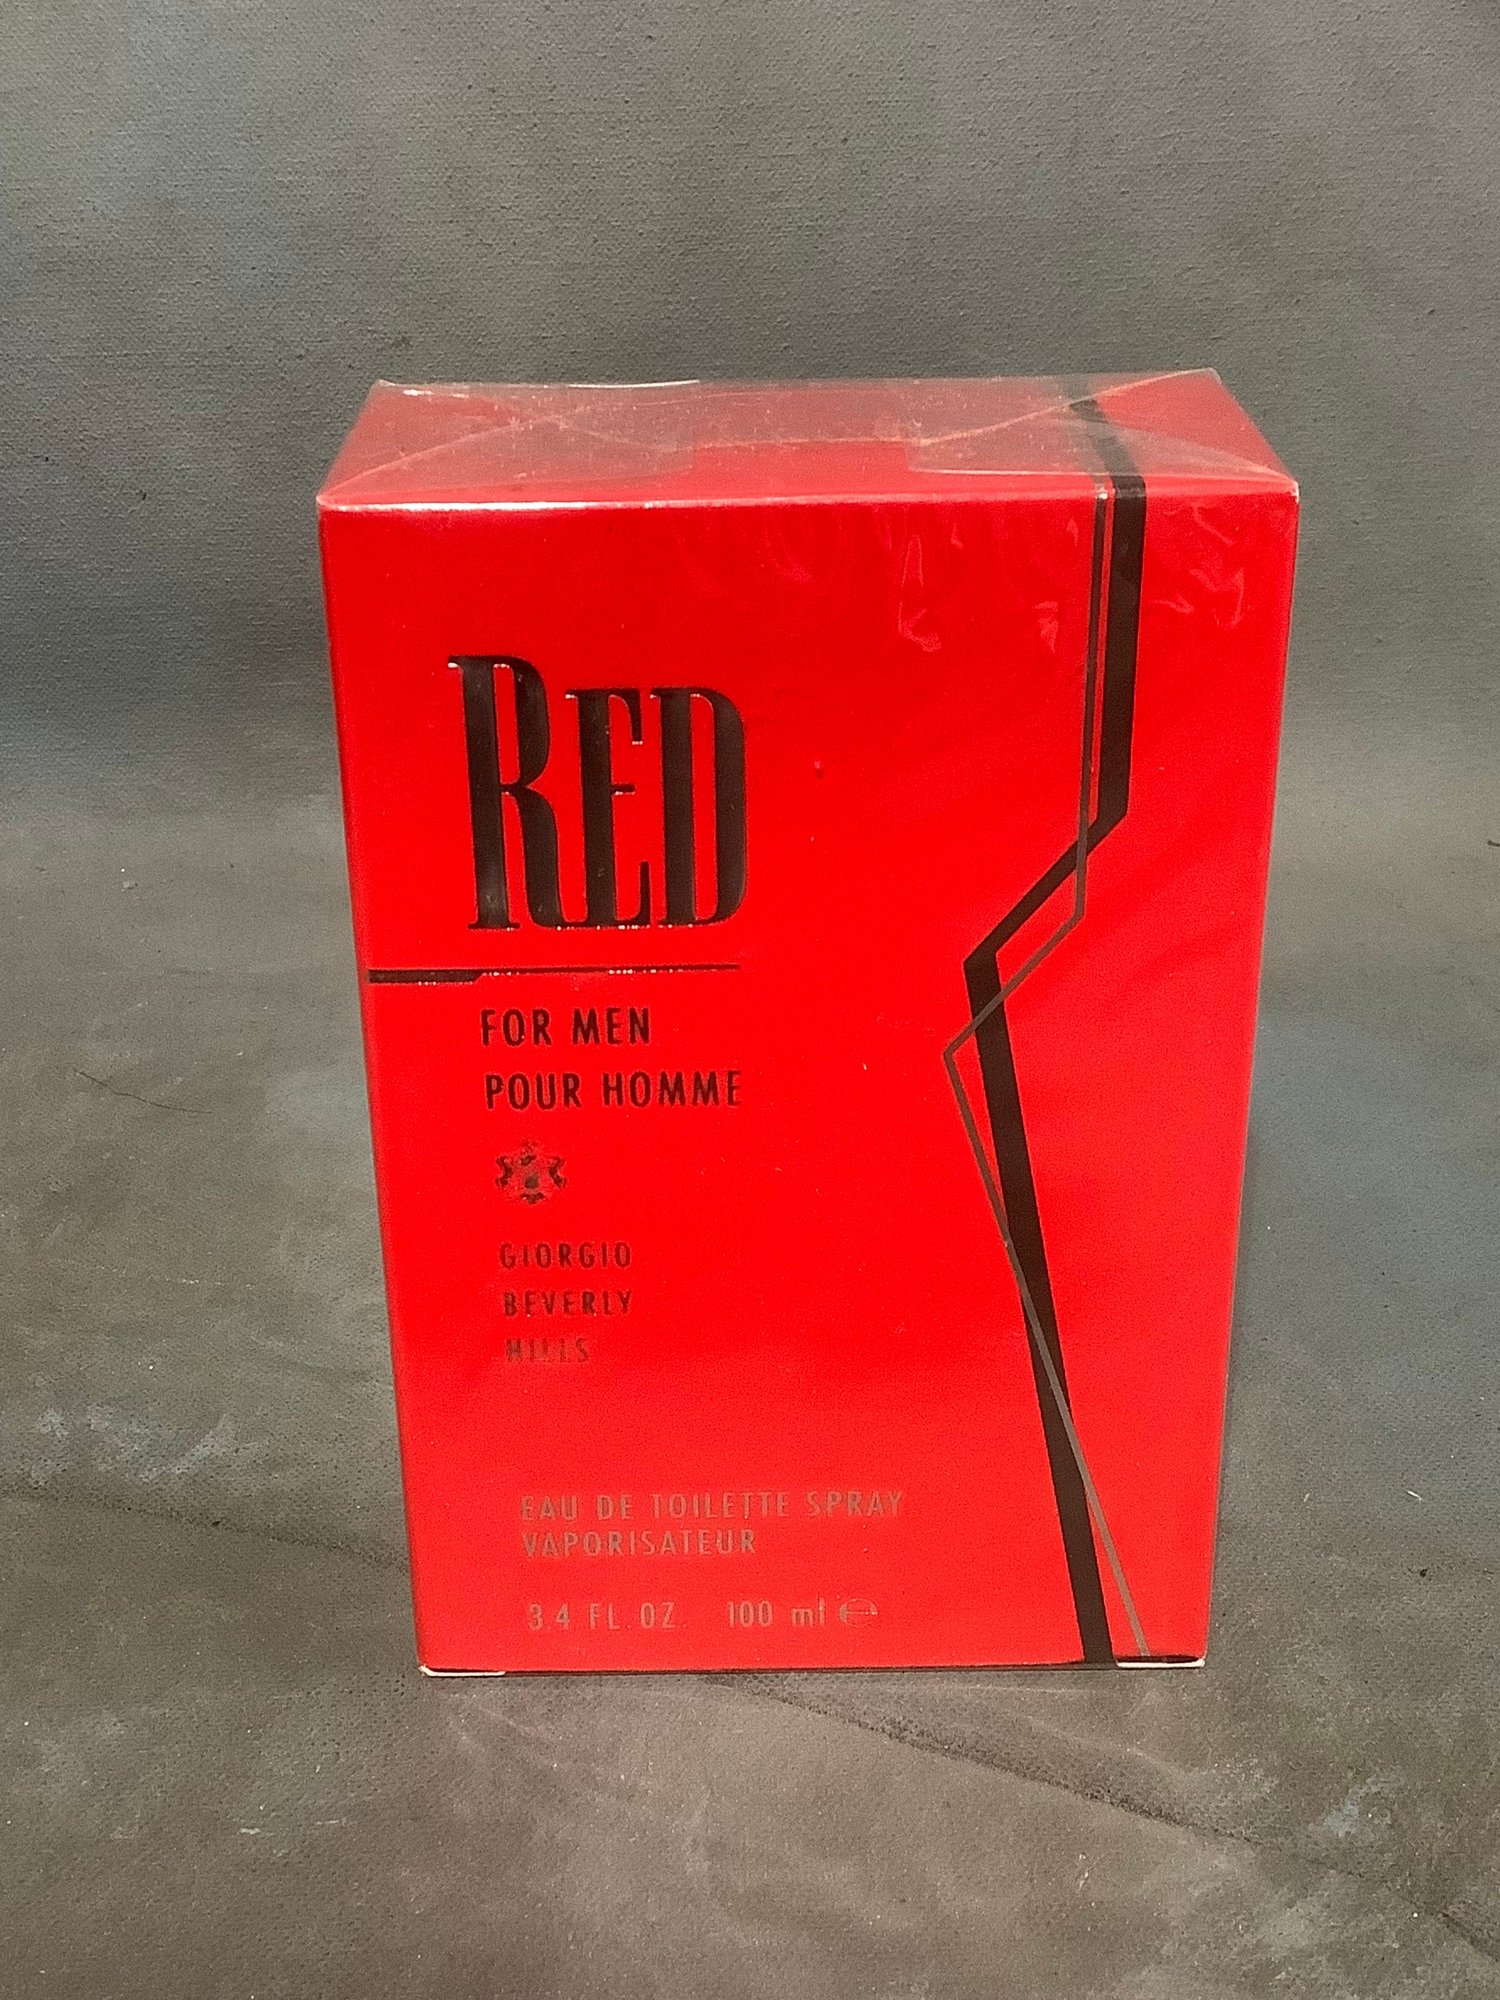 RED
FOR MEN
POUR HOMME
GIORGIO
BEVERLY
HILLS
EAU DE TOILETTE SPRAY
VAPORISATEUR
3.4 FL. OZ. 100 ml ℮